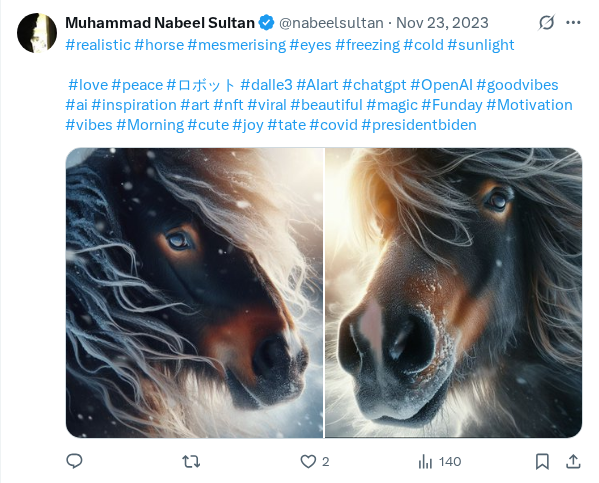 Muhammad Nabeel Sultan @nabeelsultan · Nov 23, 2023
#realistic #horse #mesmerising #eyes #freezing #cold #sunlight
#love #peace #ロボット #dalle3 #AIart #chatgpt #OpenAI #goodvibes
#ai #inspiration #art #nft #viral #beautiful #magic #Funday #Motivation
#vibes #Morning #cute #joy #tate #covid #presidentbiden
2 140